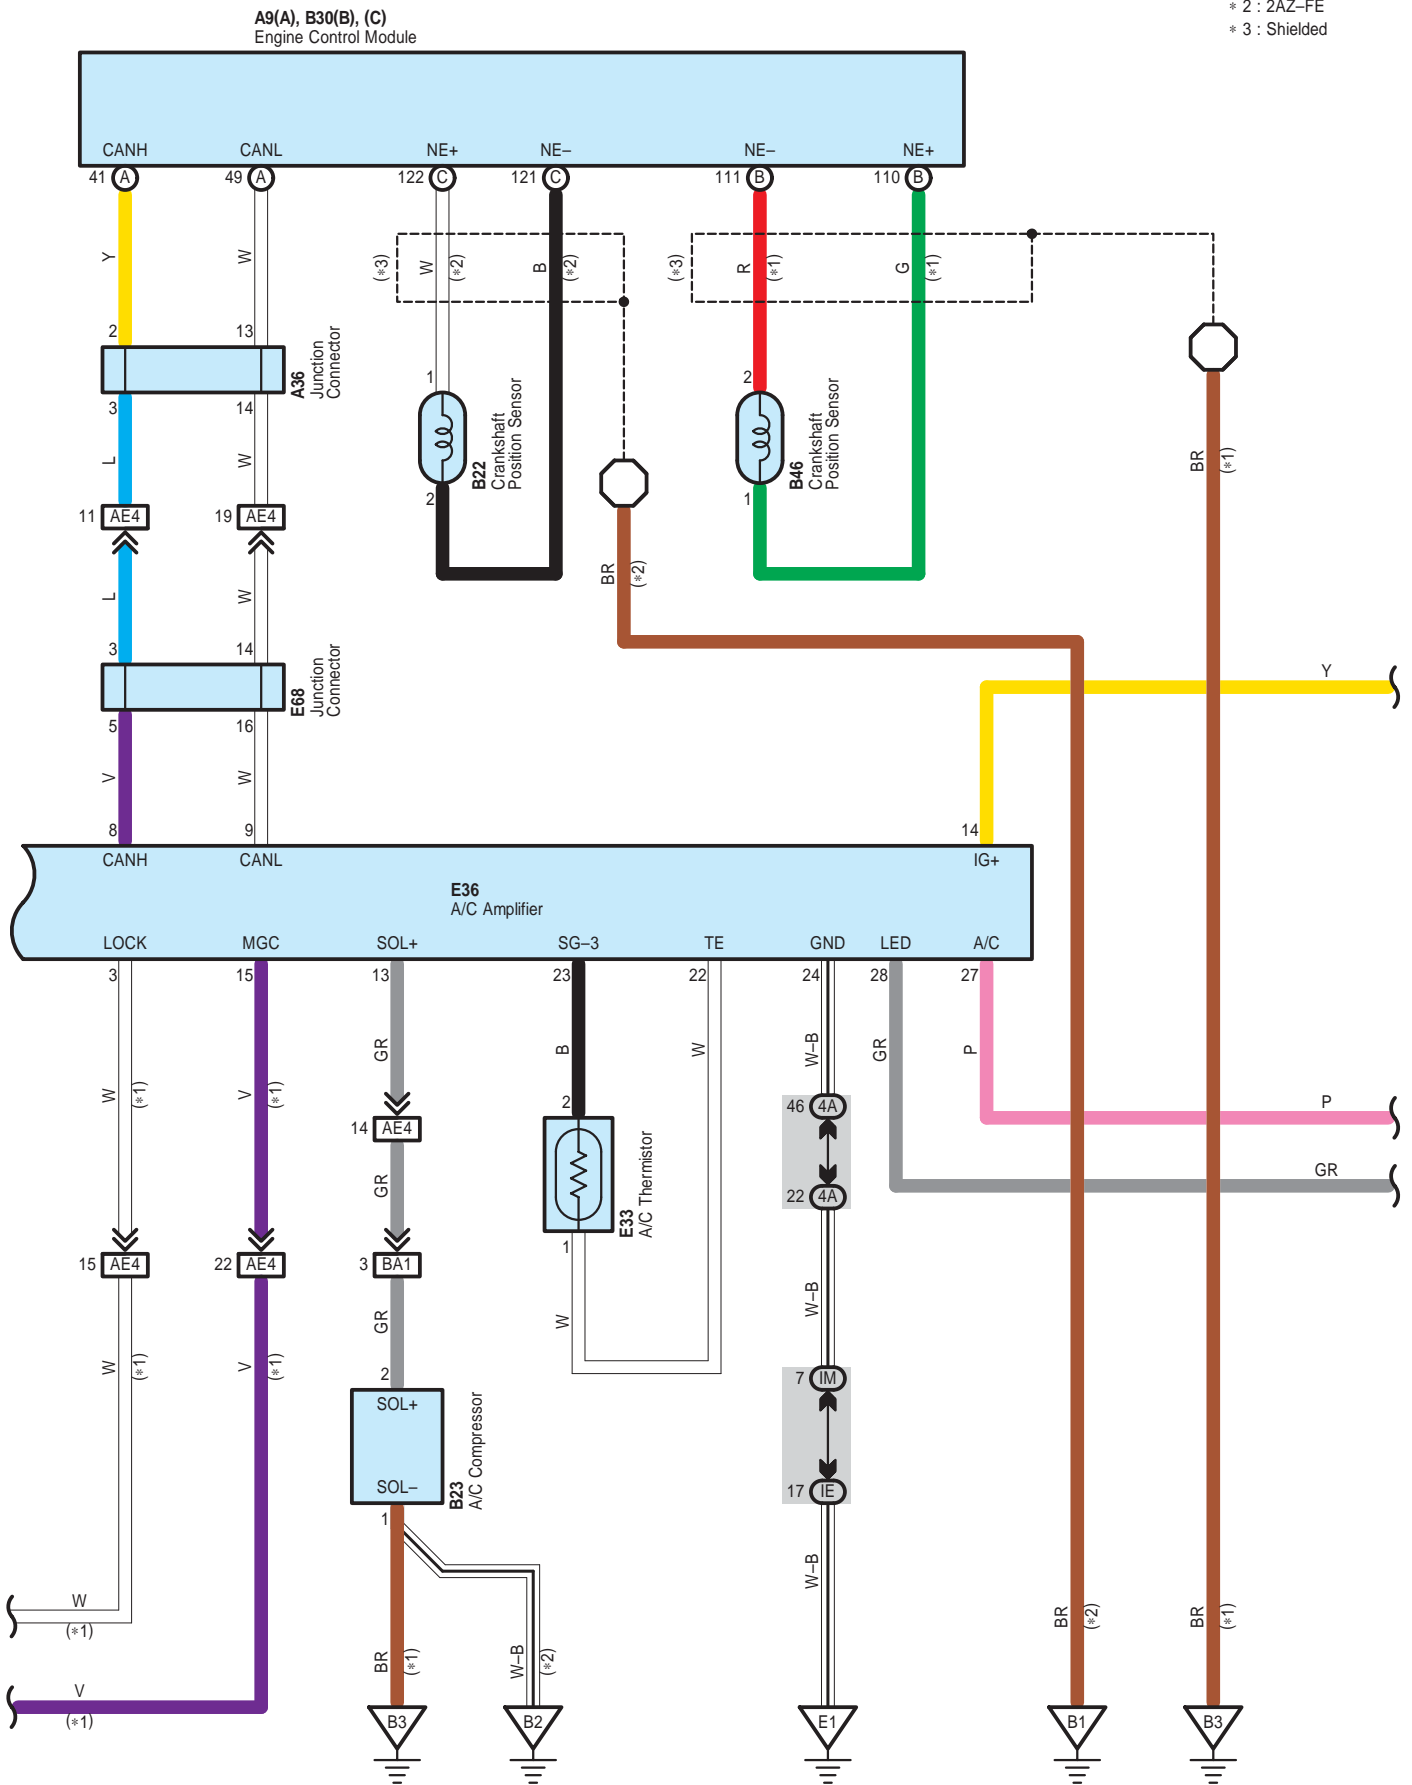 ∗ 2 : 2AZ–FE
∗ 3 : Shielded
A9(A), B30(B), (C)
Engine Control Module
CANH CANL NE+ NE– NE– NE+
41 A 49 A 122 C 121 C 111 B 110 B
Y W (∗3) W (∗2) B (∗2) (∗3) R (∗1) G (∗1)
2 13
A36
Junction
Connector
3 14
1
B22
Crankshaft
Position Sensor
2
2
B46
Crankshaft
Position Sensor
1
L W
BR (∗1)
11 AE4 19 AE4
L W
BR (∗2)
3 14
E68
Junction
Connector
5 16
Y
V W
8 9 14
CANH CANL IG+
E36
A/C Amplifier
LOCK MGC SOL+ SG–3 TE GND LED A/C
3 15 13 23 22 24 28 27
GR B W W–B GR P
W (∗1) V (∗1)
2
46 4A
P
14 AE4
E33
A/C Thermistor
GR
22 4A
GR
1
15 AE4 22 AE4 3 BA1
GR W W–B
W (∗1) V (∗1)
2
7 IM
SOL+
SOL–
B23
A/C Compressor
17 IE
1
W–B
W
(∗1)
BR (∗1) W–B (∗2) BR (∗2) BR (∗1)
V
(∗1)
B3 B2 E1 B1 B3